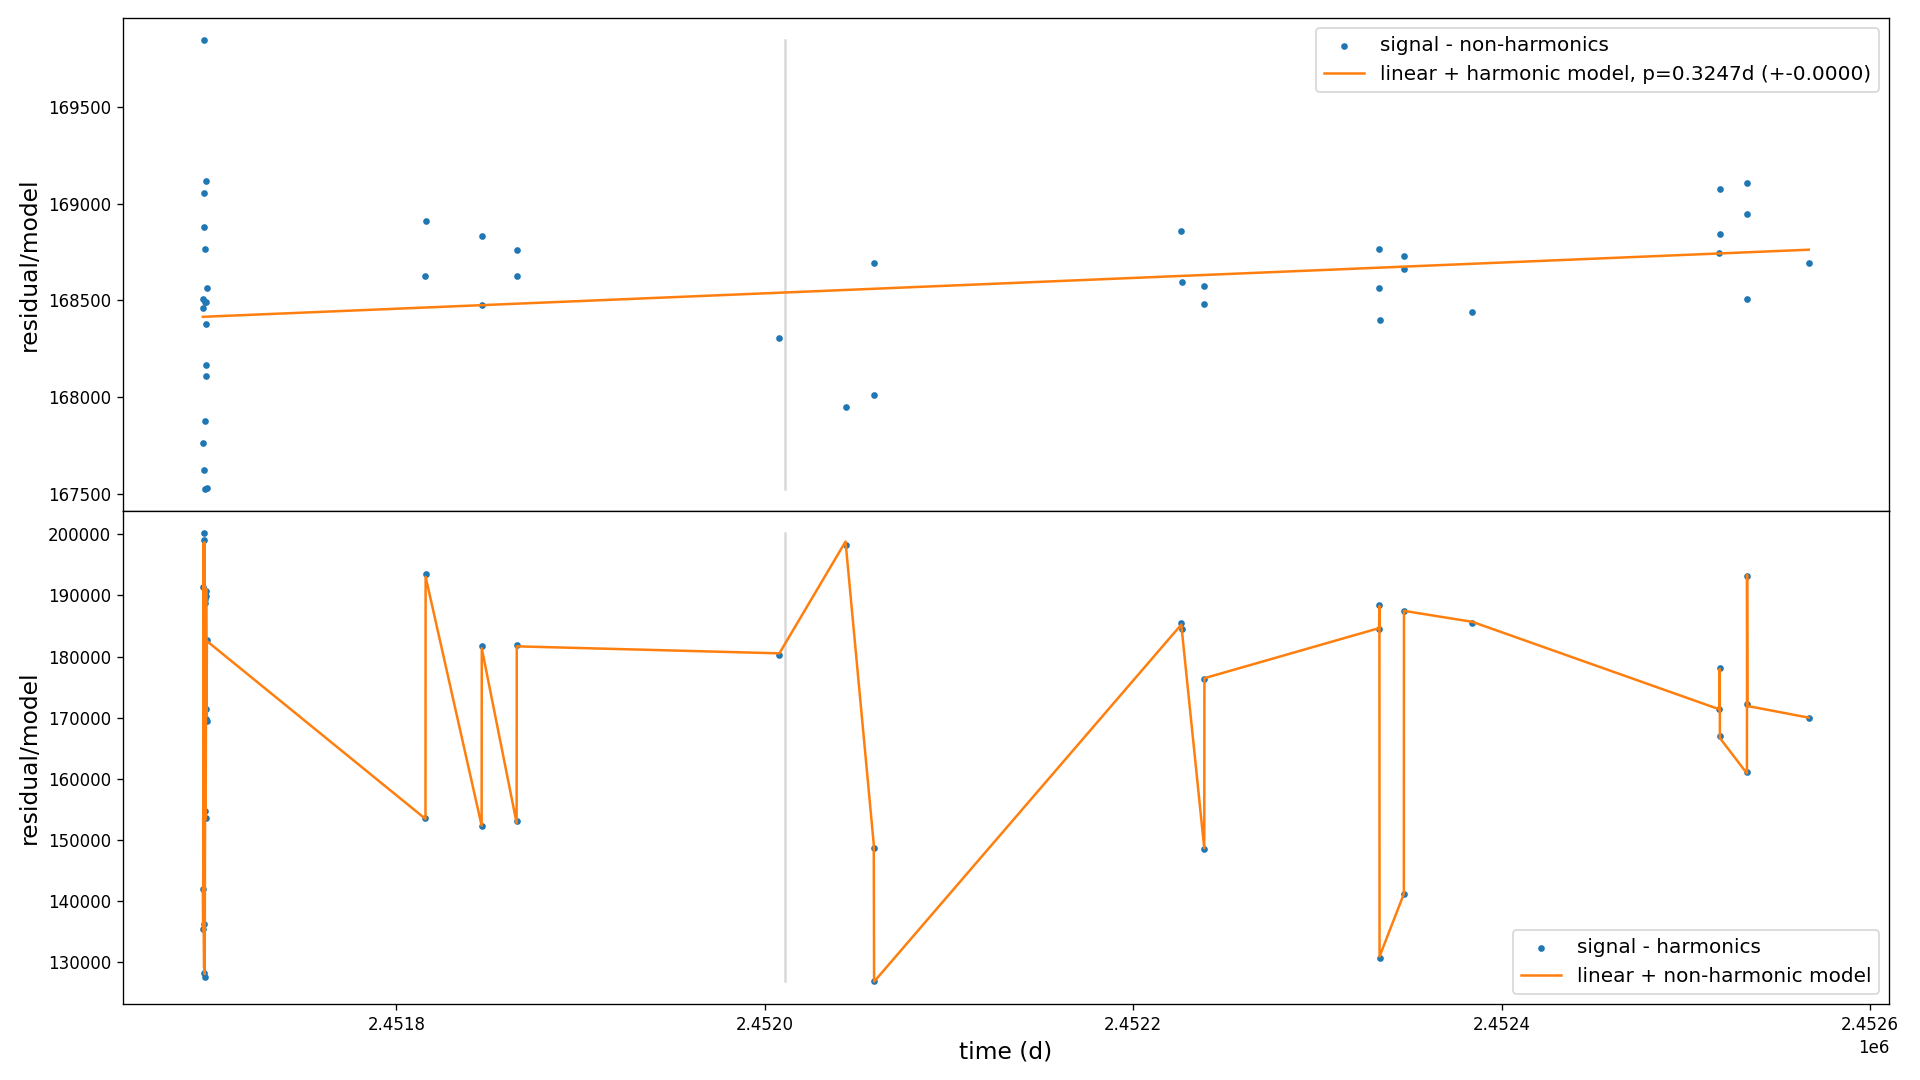 signal - non-harmonics
linear + harmonic model, p=0.3247d (+-0.0000)
residual/model
169500
169000
168500
168000
167500
residual/model
200000
190000
180000
170000
160000
150000
140000
130000
signal - harmonics
linear + non-harmonic model
2.4518
2.4520
2.4522
2.4524
2.4526
1e6
time (d)